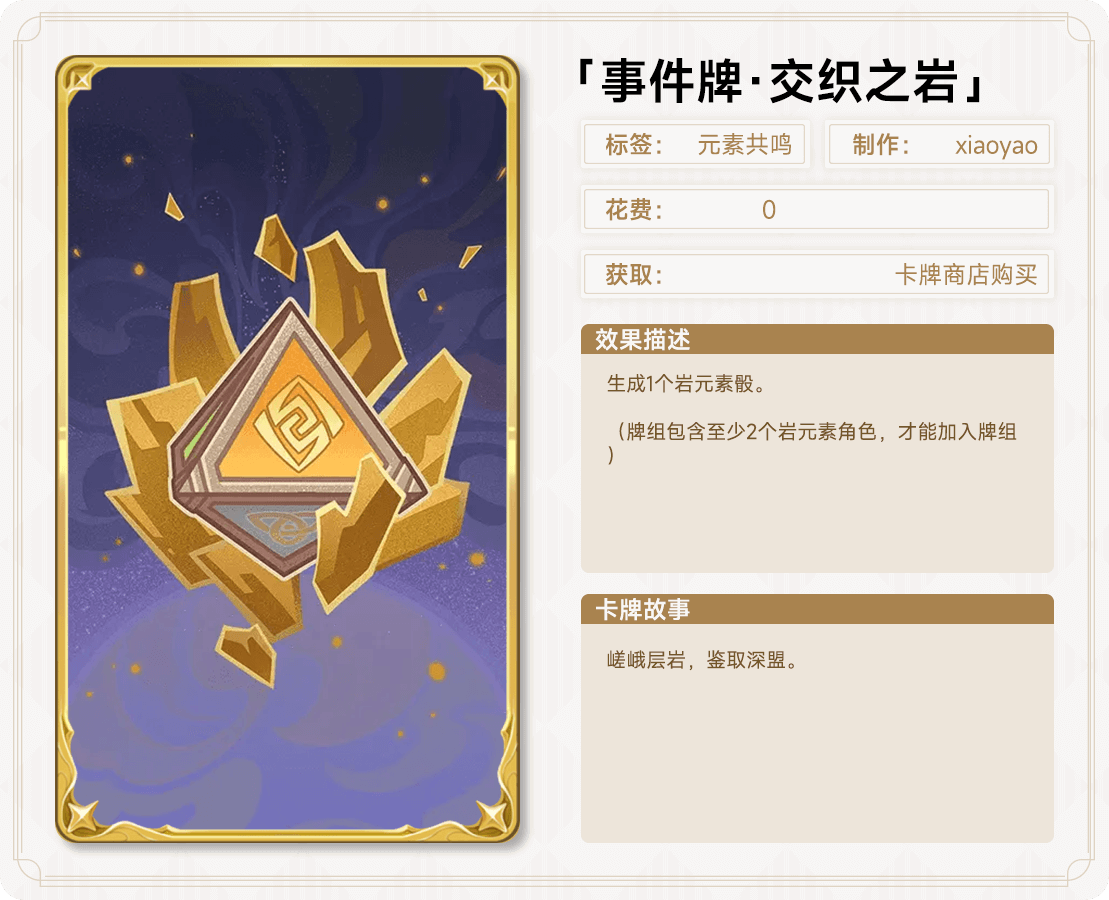 「事件牌·交织之岩」
标签： 元素共鸣 制作： xiaoyao
花费： 0
获取： 卡牌商店购买
效果描述
生成1个岩元素骰。
（牌组包含至少2个岩元素角色，才能加入牌组
）
卡牌故事
嵯峨层岩，鉴取深盟。